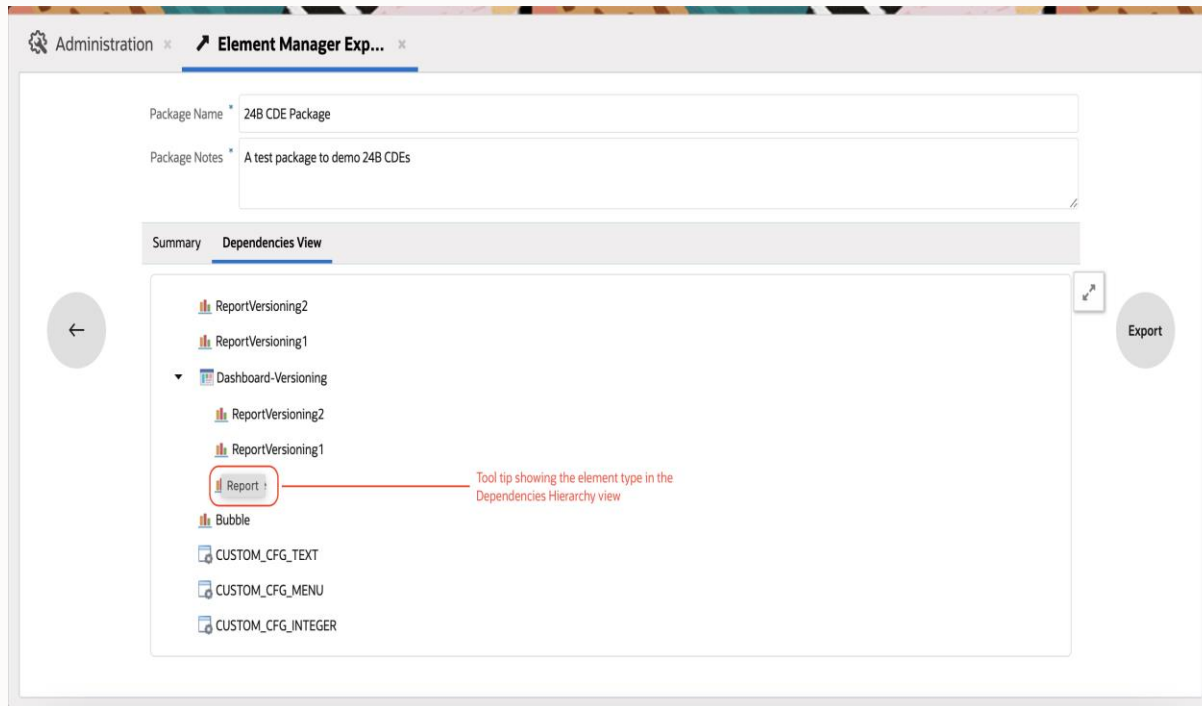 Administration ×
Element Manager Exp... ×
Package Name * 24B CDE Package
Package Notes * A test package to demo 24B CDEs
Summary Dependencies View
ReportVersioning2
ReportVersioning1
Dashboard-Versioning
ReportVersioning2
ReportVersioning1
Report
Tool tip showing the element type in the
Dependencies Hierarchy view
Bubble
CUSTOM_CFG_TEXT
CUSTOM_CFG_MENU
CUSTOM_CFG_INTEGER
Export